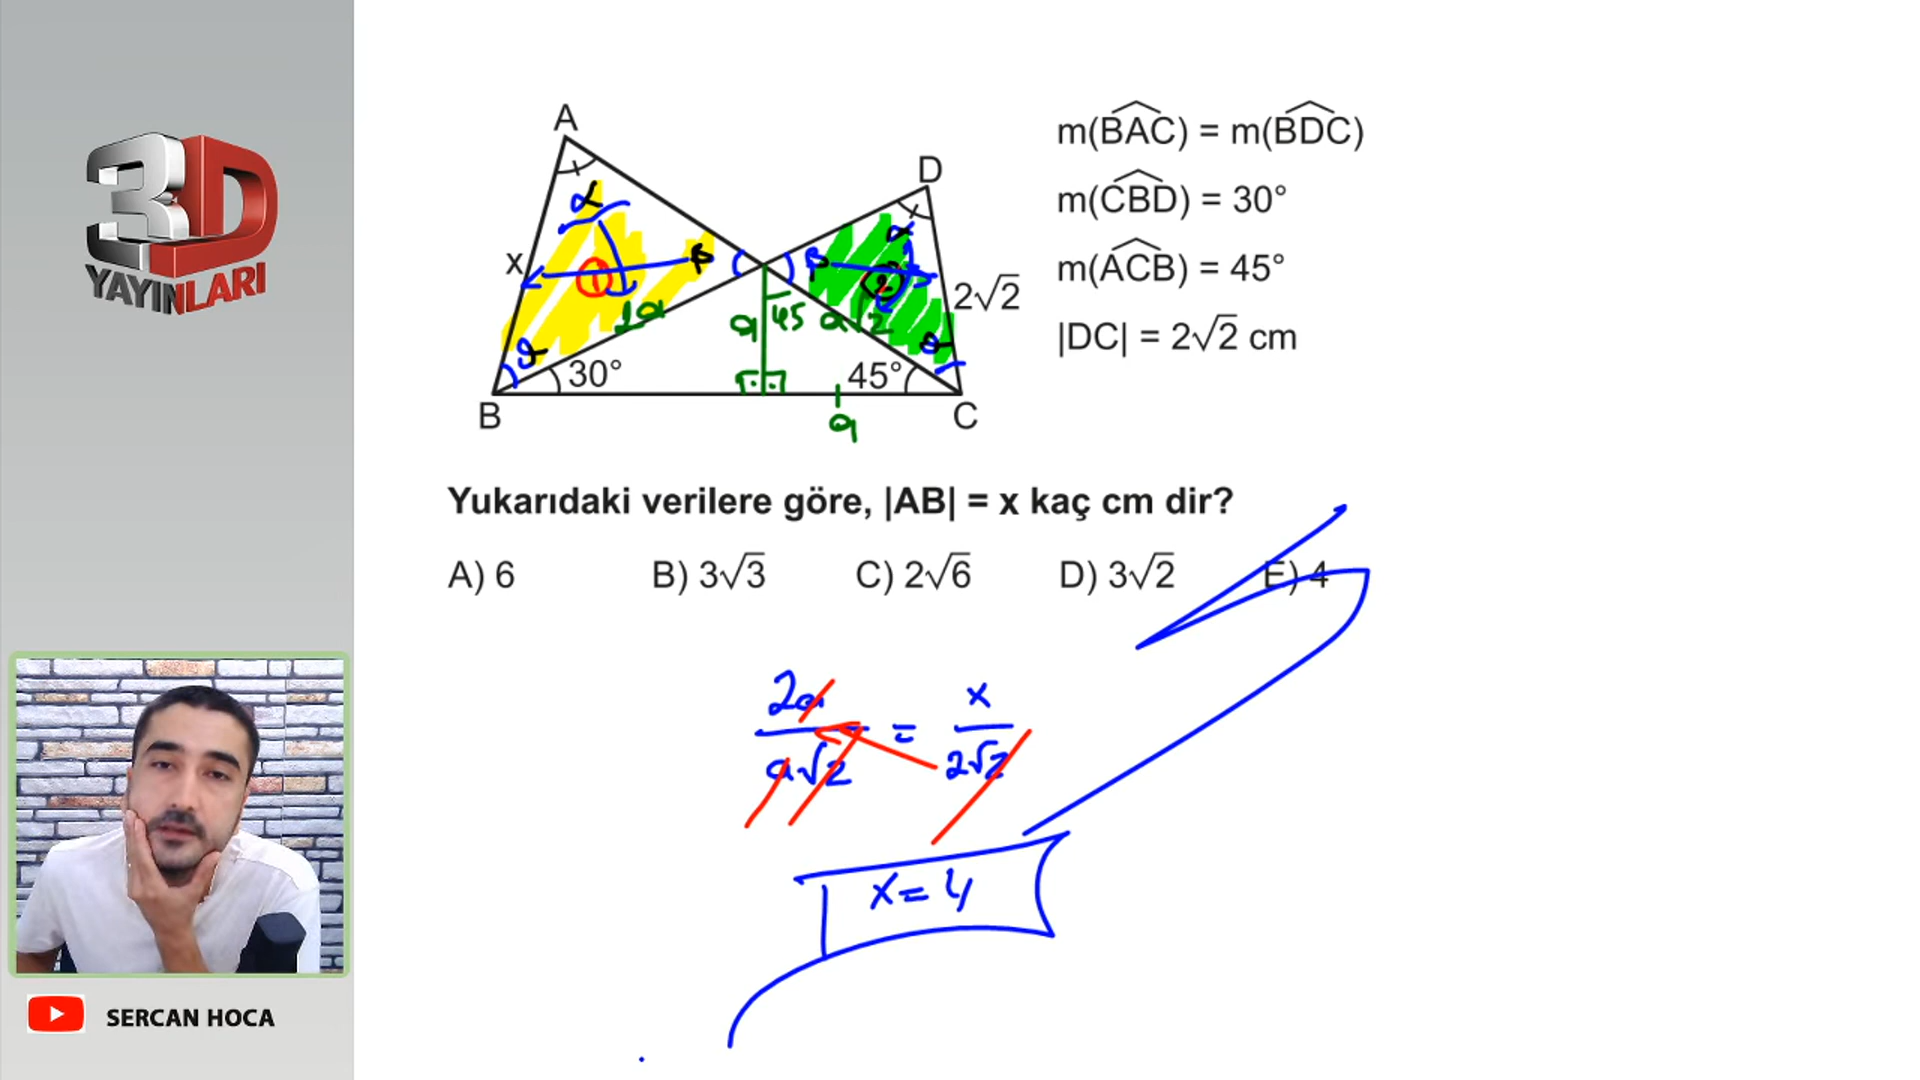 3D
YAYINLARI
A
D
m(BAC) = m(BDC)
m(CBD) = 30°
m(ACB) = 45°
|DC| = 2√2 cm
α
α
x
β
β
1
2
2√2
2a
a
45
a√2
θ
θ
30°
45°
B
C
a
Yukarıdaki verilere göre, |AB| = x kaç cm dir?
A) 6 B) 3√3 C) 2√6 D) 3√2 E) 4
2a/a√2 = x/2√2
x = 4
SERCAN HOCA